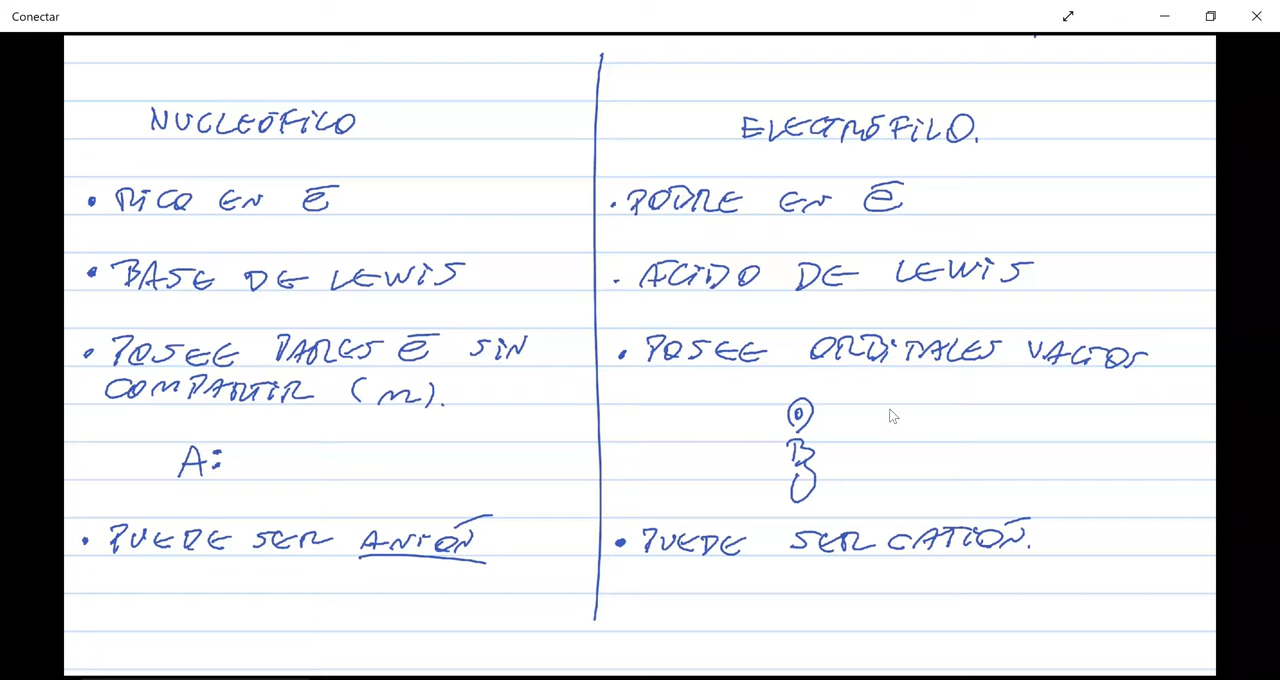 Conectar
NUCLEÓFILO
• RICO EN ē
• BASE DE LEWIS
• POSEE PARES ē SIN
COMPARTIR (n).
A:
• PUEDE SER ANIÓN
ELECTRÓFILO.
• POBRE EN ē
• ÁCIDO DE LEWIS
• POSEE ORBITALES VACIOS
B
• PUEDE SER CATIÓN.